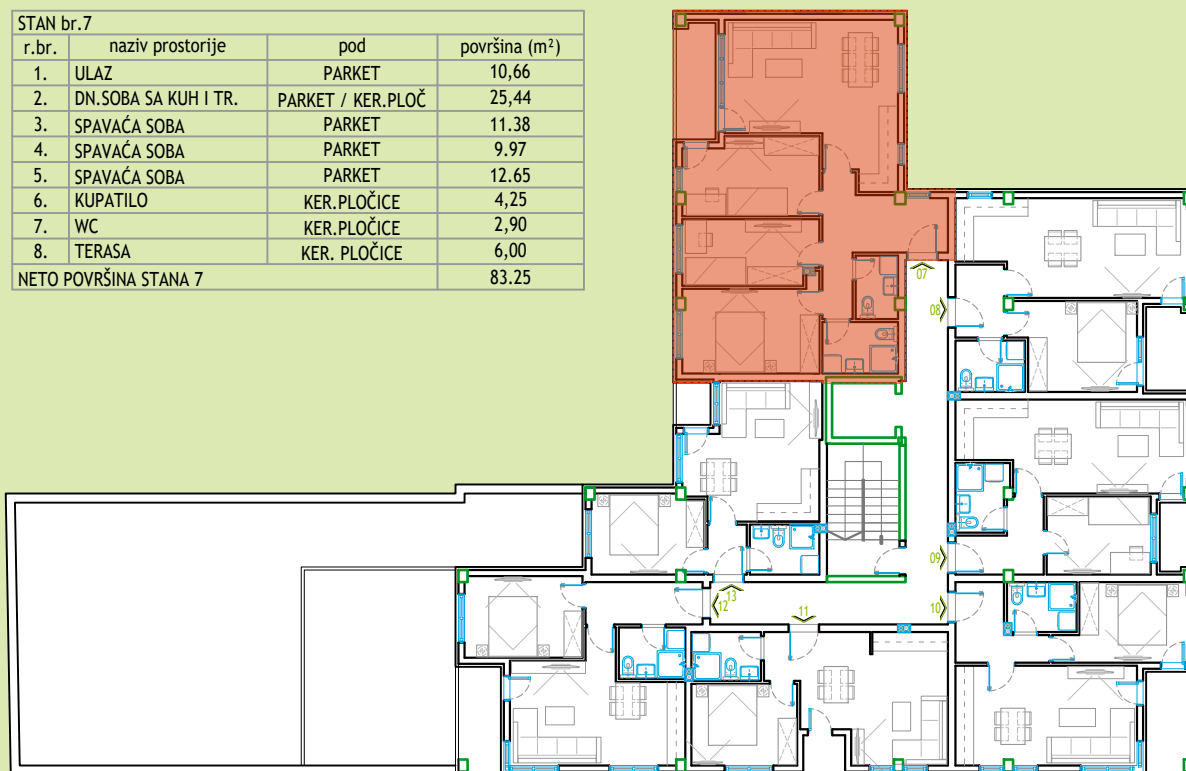 STAN br.7
r.br. naziv prostorije pod površina (m²)
1. ULAZ PARKET 10,66
2. DN.SOBA SA KUH I TR. PARKET / KER.PLOČ 25,44
3. SPAVAĆA SOBA PARKET 11.38
4. SPAVAĆA SOBA PARKET 9.97
5. SPAVAĆA SOBA PARKET 12.65
6. KUPATILO KER.PLOČICE 4,25
7. WC KER.PLOČICE 2,90
8. TERASA KER. PLOČICE 6,00
NETO POVRŠINA STANA 7 83.25
07
08
09
10
11
12
13